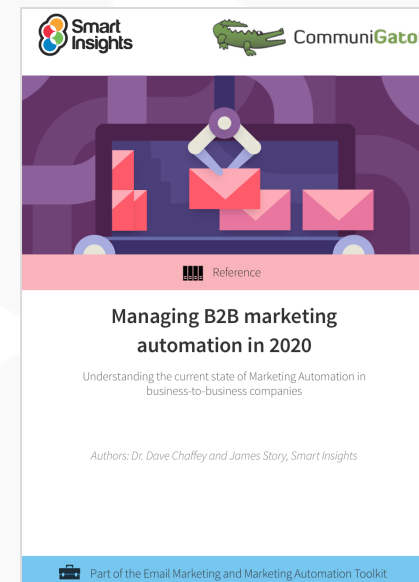 Smart
Insights
CommuniGator
Reference
Managing B2B marketing
automation in 2020
Understanding the current state of Marketing Automation in
business-to-business companies
Authors: Dr. Dave Chaffey and James Story, Smart Insights
Part of the Email Marketing and Marketing Automation Toolkit